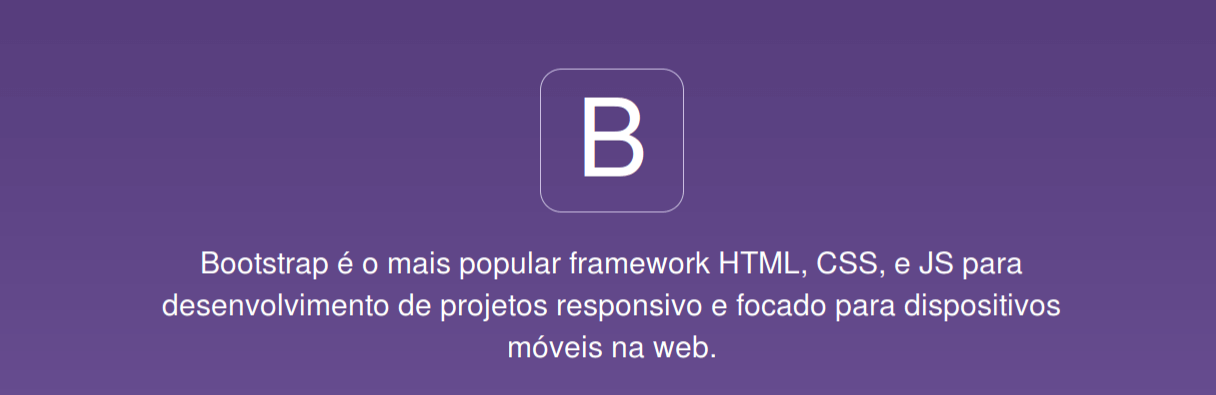 B
Bootstrap é o mais popular framework HTML, CSS, e JS para
desenvolvimento de projetos responsivo e focado para dispositivos
móveis na web.